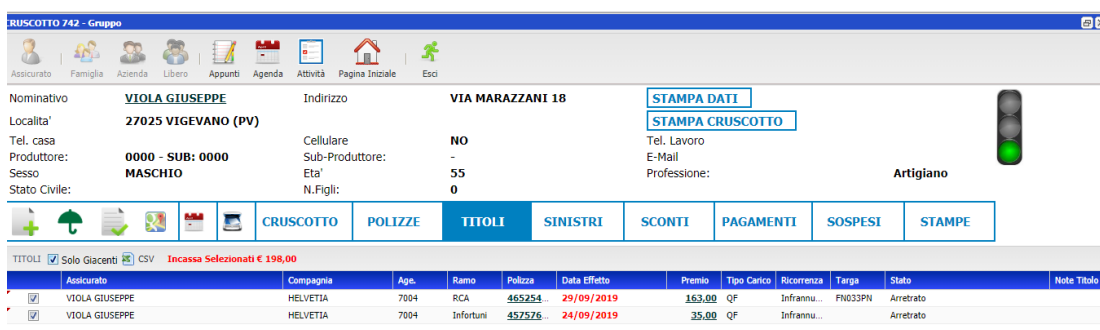 CRUSCOTTO 742 - Gruppo
Assicurato Famiglia Azienda Libero Appunti Agenda Attività Pagina Iniziale Esci
Nominativo VIOLA GIUSEPPE Indirizzo VIA MARAZZANI 18 STAMPA DATI
Localita' 27025 VIGEVANO (PV) STAMPA CRUSCOTTO
Tel. casa Cellulare NO Tel. Lavoro
Produttore: 0000 - SUB: 0000 Sub-Produttore: - E-Mail
Sesso MASCHIO Eta' 55 Professione: Artigiano
Stato Civile: N.Figli: 0
CRUSCOTTO POLIZZE TITOLI SINISTRI SCONTI PAGAMENTI SOSPESI STAMPE
TITOLI Solo Giacenti CSV Incassa Selezionati € 198,00
Assicurato Compagnia Age. Ramo Polizza Data Effetto Premio Tipo Carico Ricorrenza Targa Stato Note Titolo
VIOLA GIUSEPPE HELVETIA 7004 RCA 465254... 29/09/2019 163,00 QF Infrannu... FN033PN Arretrato
VIOLA GIUSEPPE HELVETIA 7004 Infortuni 457576... 24/09/2019 35,00 QF Infrannu... Arretrato